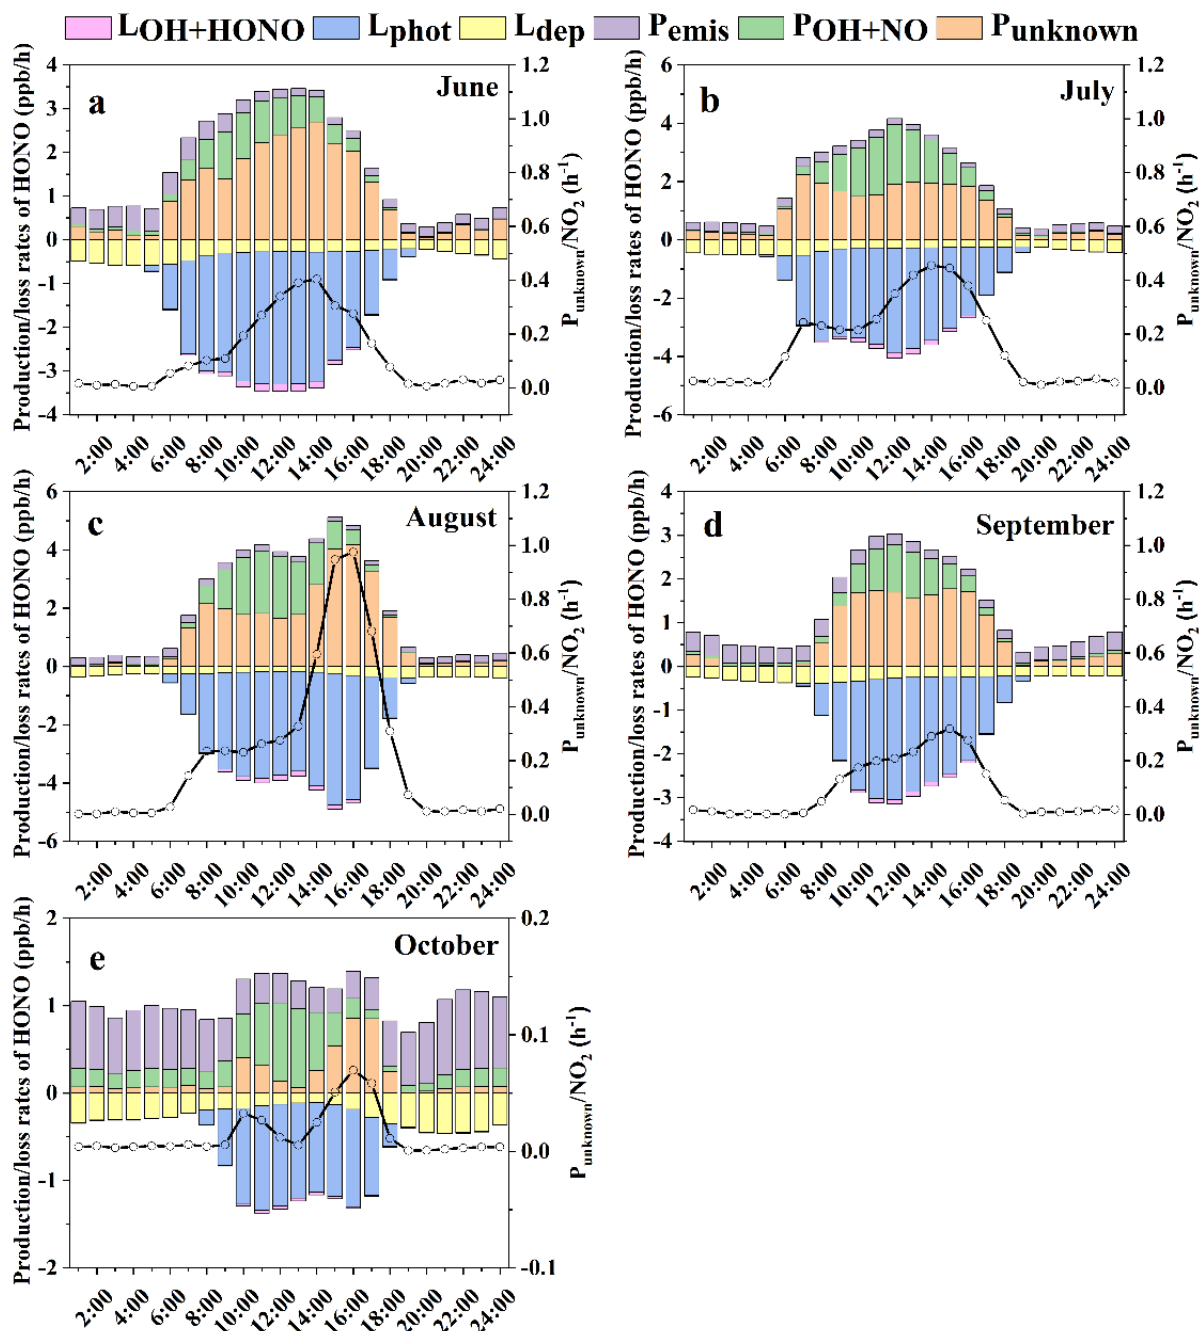 L_OH+HONO L_phot L_dep P_emis P_OH+NO P_unknown
a June
Production/loss rates of HONO (ppb/h)
4 3 2 1 0 -1 -2 -3 -4
P_unknown/NO₂ (h⁻¹)
1.2 1.0 0.8 0.6 0.4 0.2 0.0
2:00 4:00 6:00 8:00 10:00 12:00 14:00 16:00 18:00 20:00 22:00 24:00
b July
Production/loss rates of HONO (ppb/h)
6 4 2 0 -2 -4 -6
P_unknown/NO₂ (h⁻¹)
1.2 1.0 0.8 0.6 0.4 0.2 0.0
2:00 4:00 6:00 8:00 10:00 12:00 14:00 16:00 18:00 20:00 22:00 24:00
c August
Production/loss rates of HONO (ppb/h)
6 4 2 0 -2 -4 -6
P_unknown/NO₂ (h⁻¹)
1.2 1.0 0.8 0.6 0.4 0.2 0.0
2:00 4:00 6:00 8:00 10:00 12:00 14:00 16:00 18:00 20:00 22:00 24:00
d September
Production/loss rates of HONO (ppb/h)
4 3 2 1 0 -1 -2 -3 -4
P_unknown/NO₂ (h⁻¹)
1.2 1.0 0.8 0.6 0.4 0.2 0.0
2:00 4:00 6:00 8:00 10:00 12:00 14:00 16:00 18:00 20:00 22:00 24:00
e October
Production/loss rates of HONO (ppb/h)
2 1 0 -1 -2
P_unknown/NO₂ (h⁻¹)
0.2 0.1 0.0 -0.1
2:00 4:00 6:00 8:00 10:00 12:00 14:00 16:00 18:00 20:00 22:00 24:00